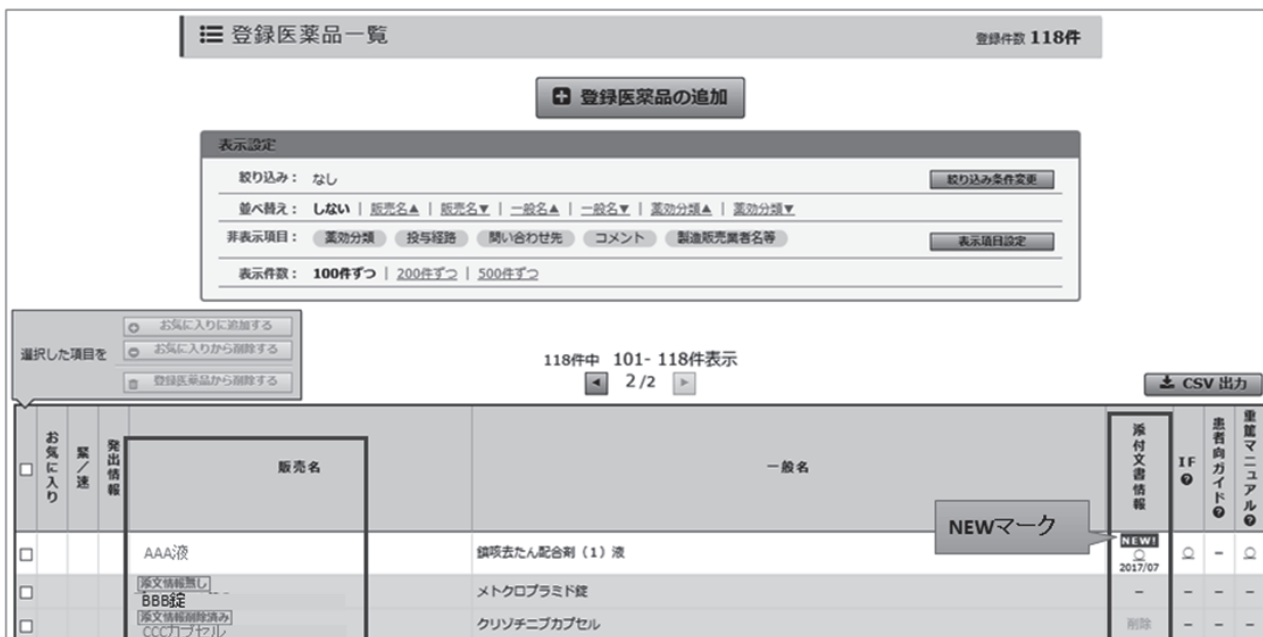 登録医薬品一覧
登録件数 118件
登録医薬品の追加
表示設定
絞り込み： なし
絞り込み条件変更
並べ替え： しない | 販売名▲ | 販売名▼ | 一般名▲ | 一般名▼ | 薬効分類▲ | 薬効分類▼
非表示項目： 薬効分類 投与経路 問い合わせ先 コメント 製造販売業者名等
表示項目設定
表示件数： 100件ずつ | 200件ずつ | 500件ずつ
選択した項目を
お気に入りに追加する
お気に入りから削除する
登録医薬品から削除する
118件中 101- 118件表示
2 /2
CSV 出力
お気に入り
緊／速
発出情報
販売名
一般名
添付文書情報
IF
患者向ガイド
重篤マニュアル
NEWマーク
AAA液 鎮咳去たん配合剤（1）液 NEW! ○ 2017/07 ○ − ○
添文情報無し
BBB錠 メトクロプラミド錠 − − − −
添文情報削除済み
CCCカプセル クリゾチニブカプセル 削除 − − −